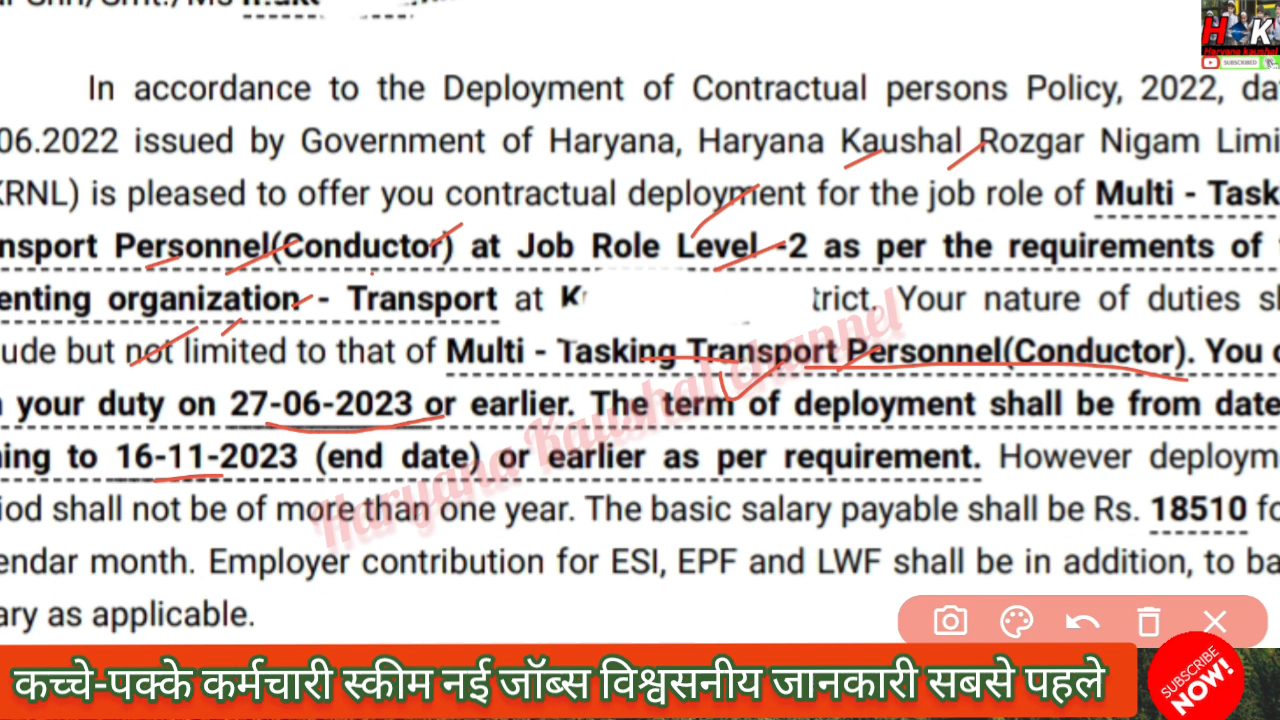 In accordance to the Deployment of Contractual persons Policy, 2022, da
06.2022 issued by Government of Haryana, Haryana Kaushal Rozgar Nigam Limi
KRNL) is pleased to offer you contractual deployment for the job role of Multi - Task
nsport Personnel(Conductor) at Job Role Level -2 as per the requirements of
enting organization - Transport at K trict. Your nature of duties s
ude but not limited to that of Multi - Tasking Transport Personnel(Conductor). You
your duty on 27-06-2023 or earlier. The term of deployment shall be from date
ing to 16-11-2023 (end date) or earlier as per requirement. However deploym
iod shall not be of more than one year. The basic salary payable shall be Rs. 18510 fo
endar month. Employer contribution for ESI, EPF and LWF shall be in addition, to ba
ary as applicable.
Haryana Kaushal channel
H K
Haryana kaushal
SUBSCRIBED
कच्चे-पक्के कर्मचारी स्कीम नई जॉब्स विश्वसनीय जानकारी सबसे पहले
SUBSCRIBE
NOW!